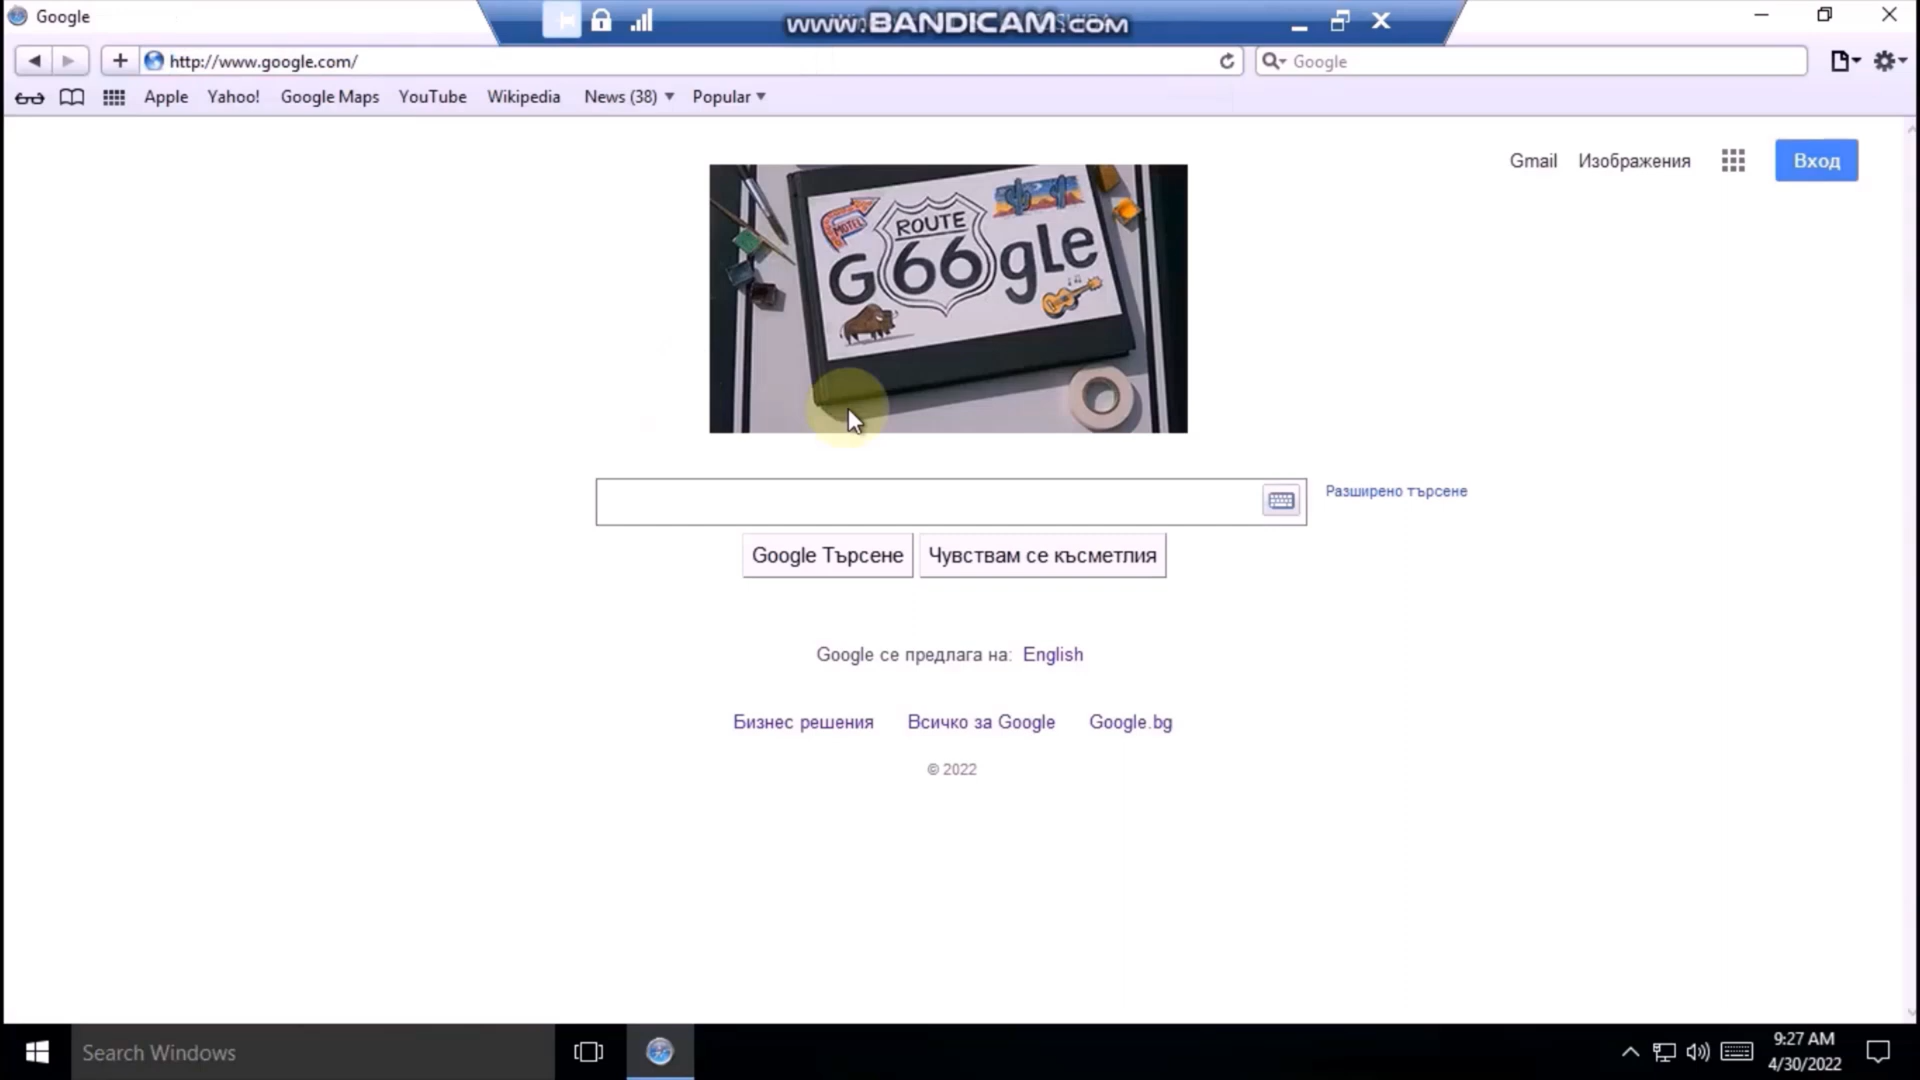 Google
www.BANDICAM.com
http://www.google.com/
Google
Apple
Yahoo!
Google Maps
YouTube
Wikipedia
News (38)
Popular
Gmail
Изображения
Вход
MOTEL
ROUTE
G66gle
Разширено търсене
Google Търсене
Чувствам се късметлия
Google се предлага на: English
Бизнес решения
Всичко за Google
Google.bg
© 2022
Search Windows
9:27 AM
4/30/2022